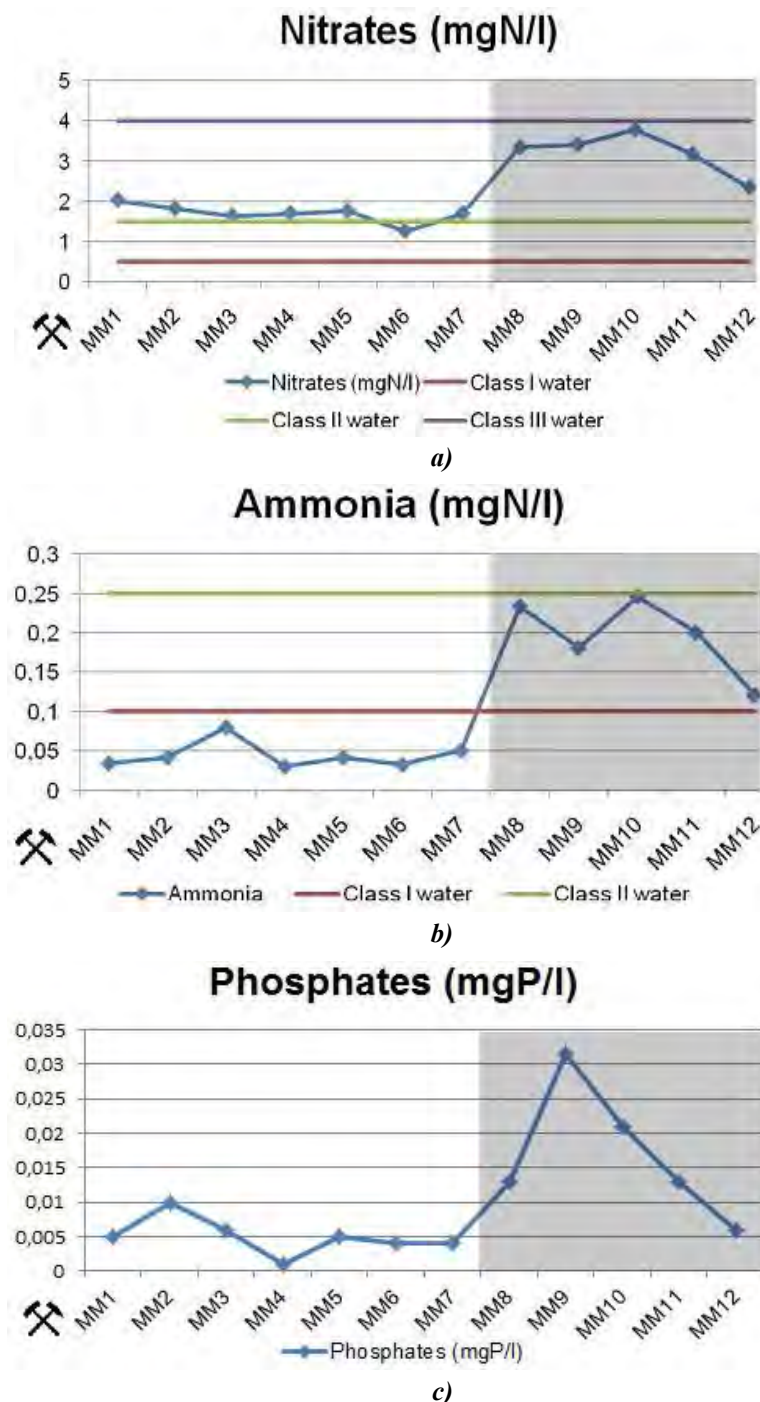 Nitrates (mgN/l)
5
4
3
2
1
0
MM1 MM2 MM3 MM4 MM5 MM6 MM7 MM8 MM9 MM10 MM11 MM12
Nitrates (mgN/l) Class I water
Class II water Class III water
a)
Ammonia (mgN/l)
0,3
0,25
0,2
0,15
0,1
0,05
0
MM1 MM2 MM3 MM4 MM5 MM6 MM7 MM8 MM9 MM10 MM11 MM12
Ammonia Class I water Class II water
b)
Phosphates (mgP/l)
0,035
0,03
0,025
0,02
0,015
0,01
0,005
0
MM1 MM2 MM3 MM4 MM5 MM6 MM7 MM8 MM9 MM10 MM11 MM12
Phosphates (mgP/l)
c)